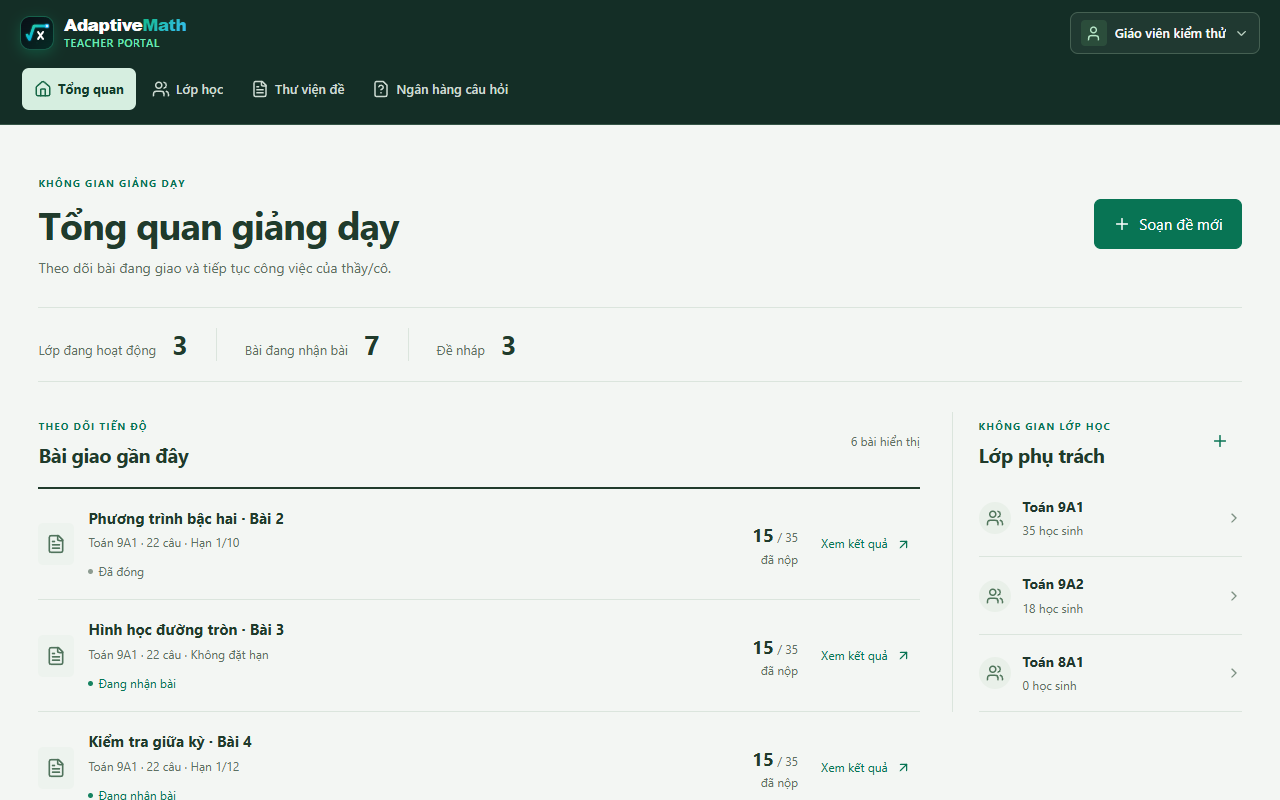 AdaptiveMath
TEACHER PORTAL
Giáo viên kiểm thử
Tổng quan
Lớp học
Thư viện đề
Ngân hàng câu hỏi
KHÔNG GIAN GIẢNG DẠY
Tổng quan giảng dạy
Theo dõi bài đang giao và tiếp tục công việc của thầy/cô.
Soạn đề mới
Lớp đang hoạt động 3
Bài đang nhận bài 7
Đề nháp 3
THEO DÕI TIẾN ĐỘ
Bài giao gần đây
6 bài hiển thị
Phương trình bậc hai · Bài 2
Toán 9A1 · 22 câu · Hạn 1/10
Đã đóng
15 / 35
đã nộp
Xem kết quả
Hình học đường tròn · Bài 3
Toán 9A1 · 22 câu · Không đặt hạn
Đang nhận bài
15 / 35
đã nộp
Xem kết quả
Kiểm tra giữa kỳ · Bài 4
Toán 9A1 · 22 câu · Hạn 1/12
Đang nhận bài
15 / 35
đã nộp
Xem kết quả
KHÔNG GIAN LỚP HỌC
Lớp phụ trách
Toán 9A1
35 học sinh
Toán 9A2
18 học sinh
Toán 8A1
0 học sinh